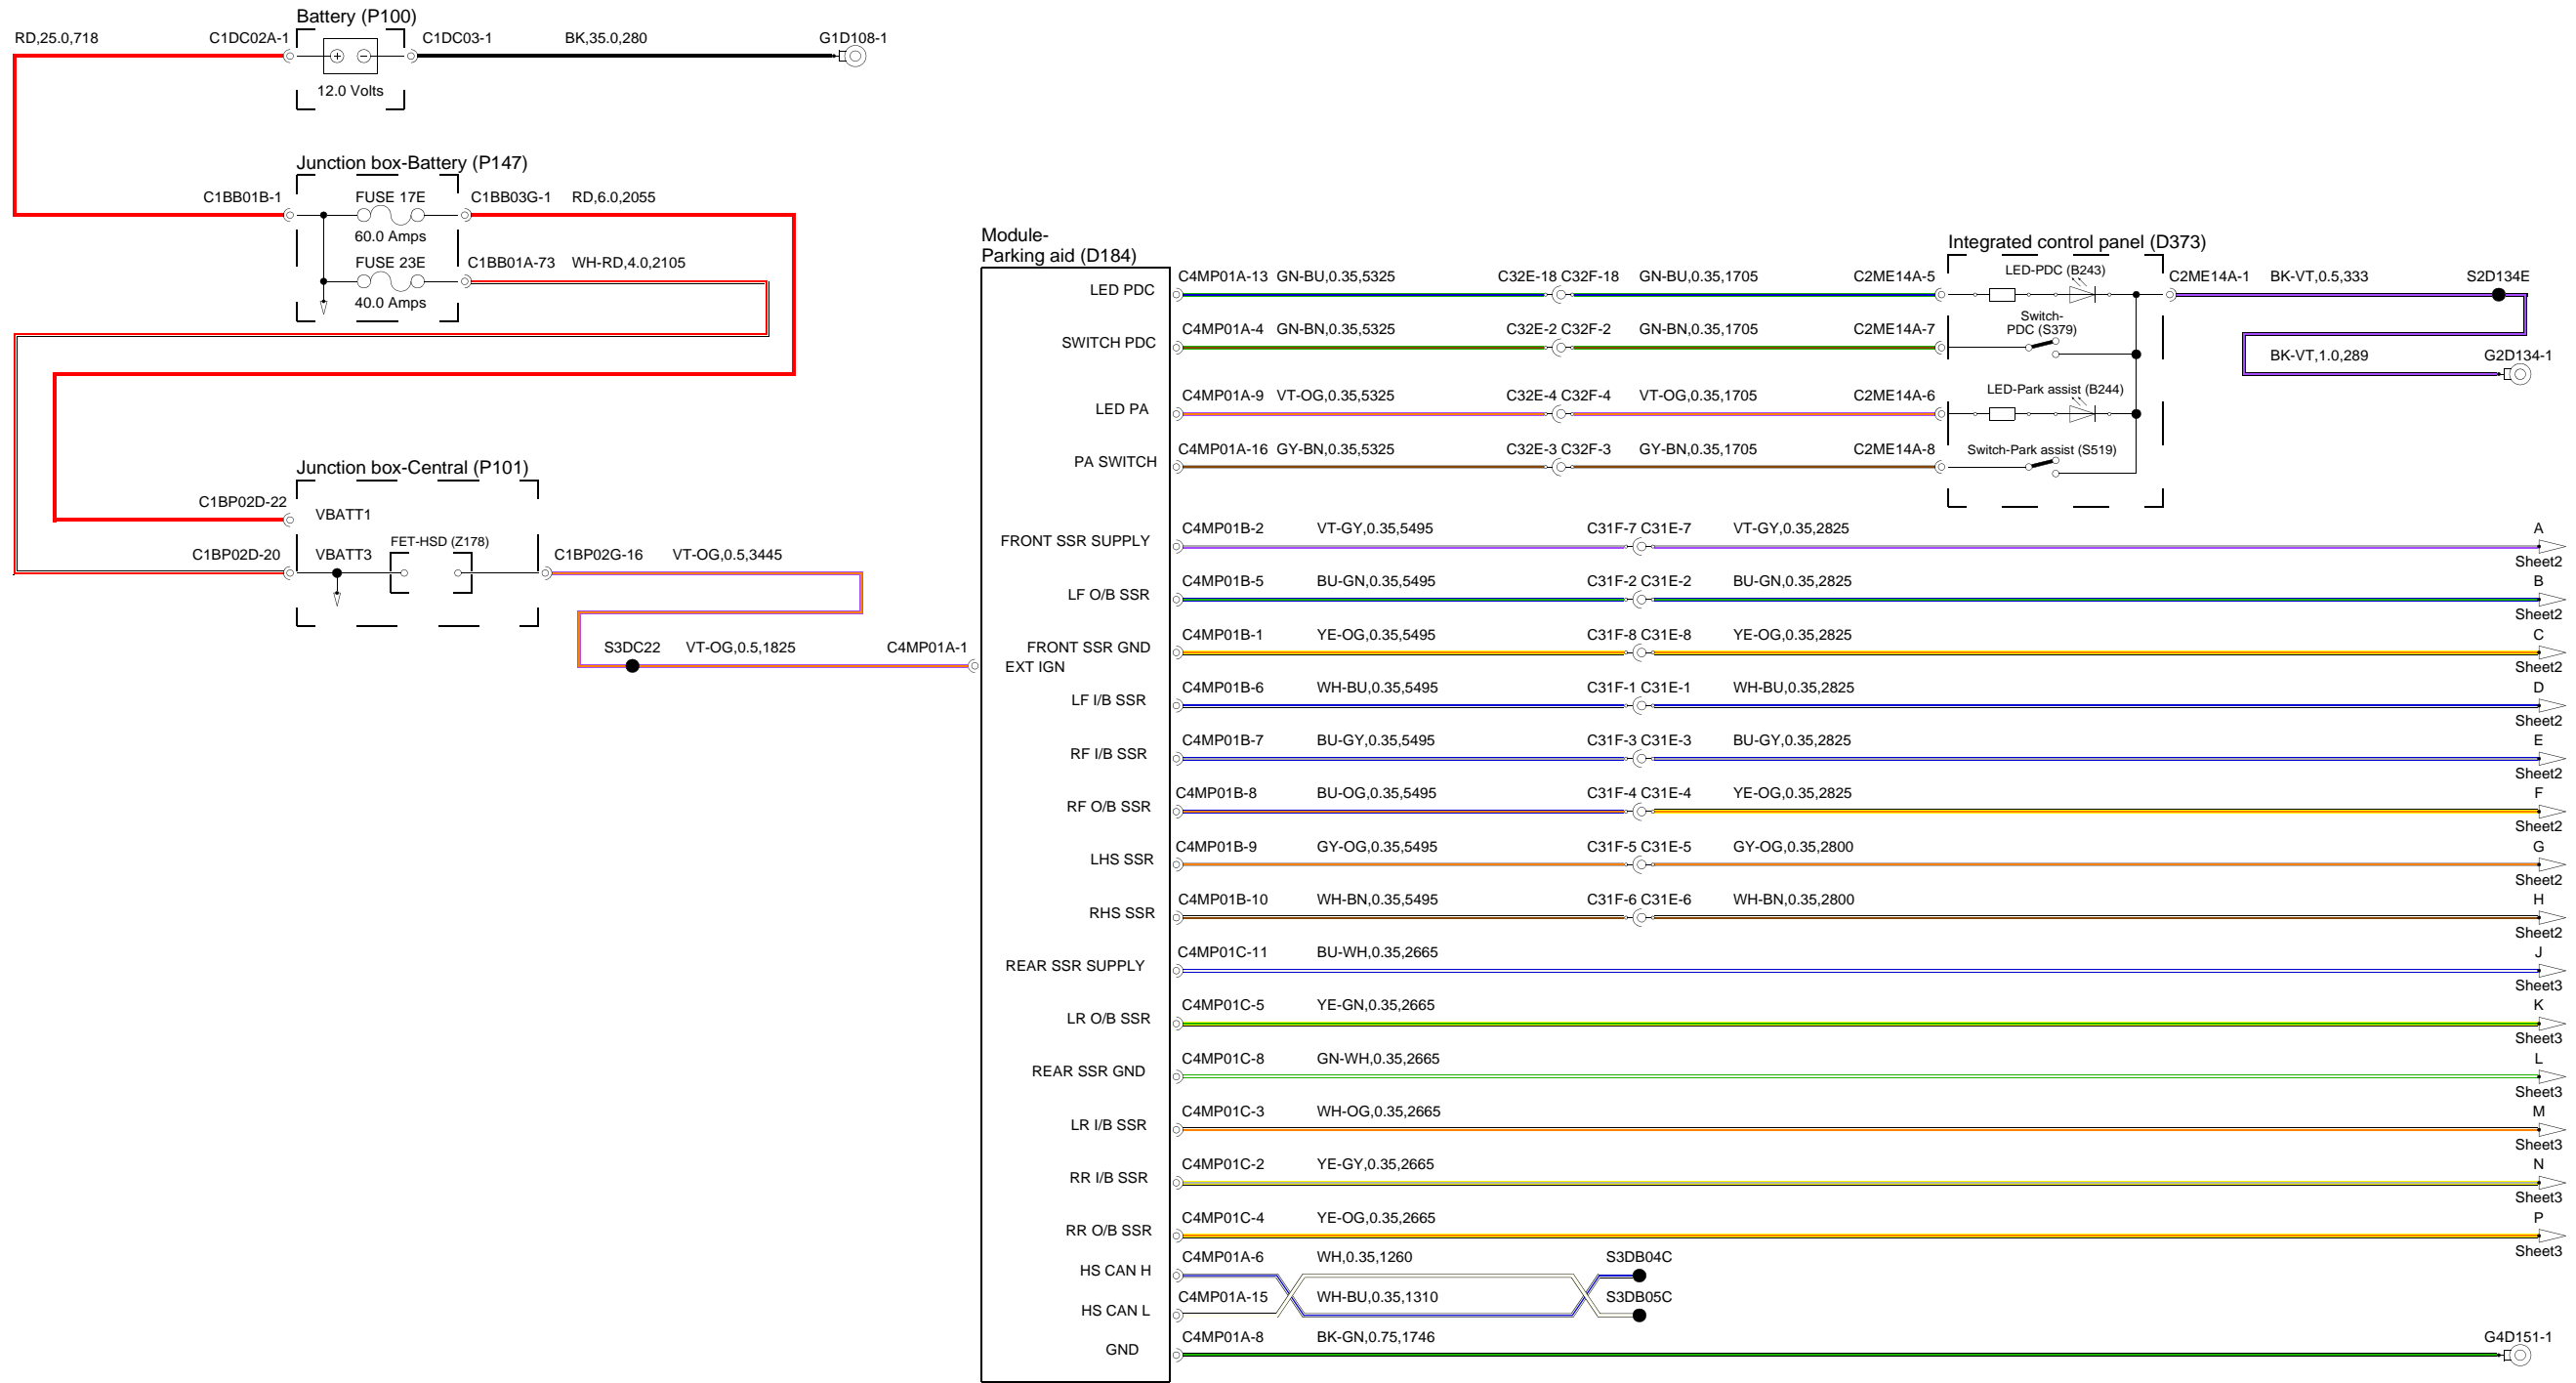 Battery (P100)
RD,25.0,718 C1DC02A-1 C1DC03-1 BK,35.0,280 G1D108-1
12.0 Volts
Junction box-Battery (P147)
C1BB01B-1 FUSE 17E C1BB03G-1 RD,6.0,2055
60.0 Amps
FUSE 23E C1BB01A-73 WH-RD,4.0,2105
40.0 Amps
Junction box-Central (P101)
C1BP02D-22
VBATT1
FET-HSD (Z178)
C1BP02D-20 VBATT3 C1BP02G-16 VT-OG,0.5,3445
S3DC22 VT-OG,0.5,1825 C4MP01A-1
Module-
Parking aid (D184)
Integrated control panel (D373)
LED PDC C4MP01A-13 GN-BU,0.35,5325 C32E-18 C32F-18 GN-BU,0.35,1705 C2ME14A-5 LED-PDC (B243) C2ME14A-1 BK-VT,0.5,333 S2D134E
SWITCH PDC C4MP01A-4 GN-BN,0.35,5325 C32E-2 C32F-2 GN-BN,0.35,1705 C2ME14A-7
Switch-
PDC (S379)
BK-VT,1.0,289 G2D134-1
LED PA C4MP01A-9 VT-OG,0.35,5325 C32E-4 C32F-4 VT-OG,0.35,1705 C2ME14A-6 LED-Park assist (B244)
PA SWITCH C4MP01A-16 GY-BN,0.35,5325 C32E-3 C32F-3 GY-BN,0.35,1705 C2ME14A-8 Switch-Park assist (S519)
FRONT SSR SUPPLY C4MP01B-2 VT-GY,0.35,5495 C31F-7 C31E-7 VT-GY,0.35,2825 A
Sheet2
LF O/B SSR C4MP01B-5 BU-GN,0.35,5495 C31F-2 C31E-2 BU-GN,0.35,2825 B
Sheet2
FRONT SSR GND C4MP01B-1 YE-OG,0.35,5495 C31F-8 C31E-8 YE-OG,0.35,2825 C
EXT IGN
Sheet2
LF I/B SSR C4MP01B-6 WH-BU,0.35,5495 C31F-1 C31E-1 WH-BU,0.35,2825 D
Sheet2
RF I/B SSR C4MP01B-7 BU-GY,0.35,5495 C31F-3 C31E-3 BU-GY,0.35,2825 E
Sheet2
RF O/B SSR C4MP01B-8 BU-OG,0.35,5495 C31F-4 C31E-4 YE-OG,0.35,2825 F
Sheet2
LHS SSR C4MP01B-9 GY-OG,0.35,5495 C31F-5 C31E-5 GY-OG,0.35,2800 G
Sheet2
RHS SSR C4MP01B-10 WH-BN,0.35,5495 C31F-6 C31E-6 WH-BN,0.35,2800 H
Sheet2
REAR SSR SUPPLY C4MP01C-11 BU-WH,0.35,2665 J
Sheet3
LR O/B SSR C4MP01C-5 YE-GN,0.35,2665 K
Sheet3
REAR SSR GND C4MP01C-8 GN-WH,0.35,2665 L
Sheet3
LR I/B SSR C4MP01C-3 WH-OG,0.35,2665 M
Sheet3
RR I/B SSR C4MP01C-2 YE-GY,0.35,2665 N
Sheet3
RR O/B SSR C4MP01C-4 YE-OG,0.35,2665 P
Sheet3
HS CAN H C4MP01A-6 WH,0.35,1260 S3DB04C
HS CAN L C4MP01A-15 WH-BU,0.35,1310 S3DB05C
GND C4MP01A-8 BK-GN,0.75,1746 G4D151-1